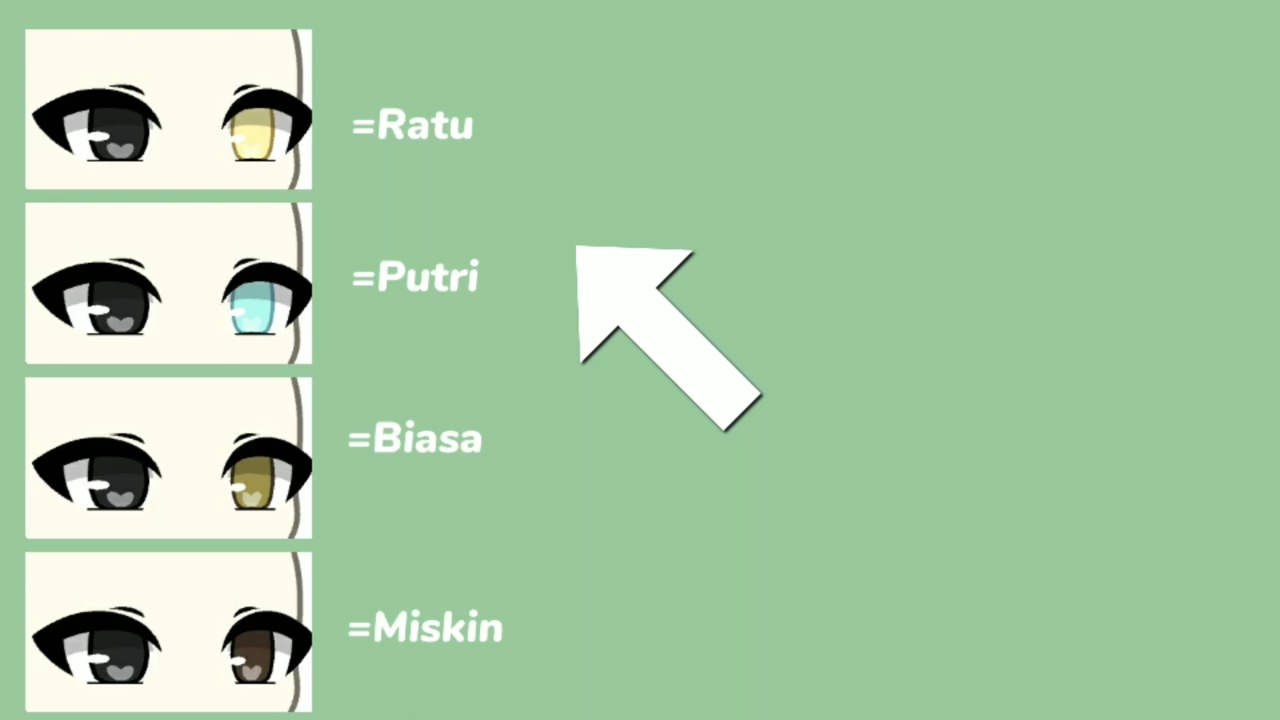 =Ratu
=Putri
=Biasa
=Miskin